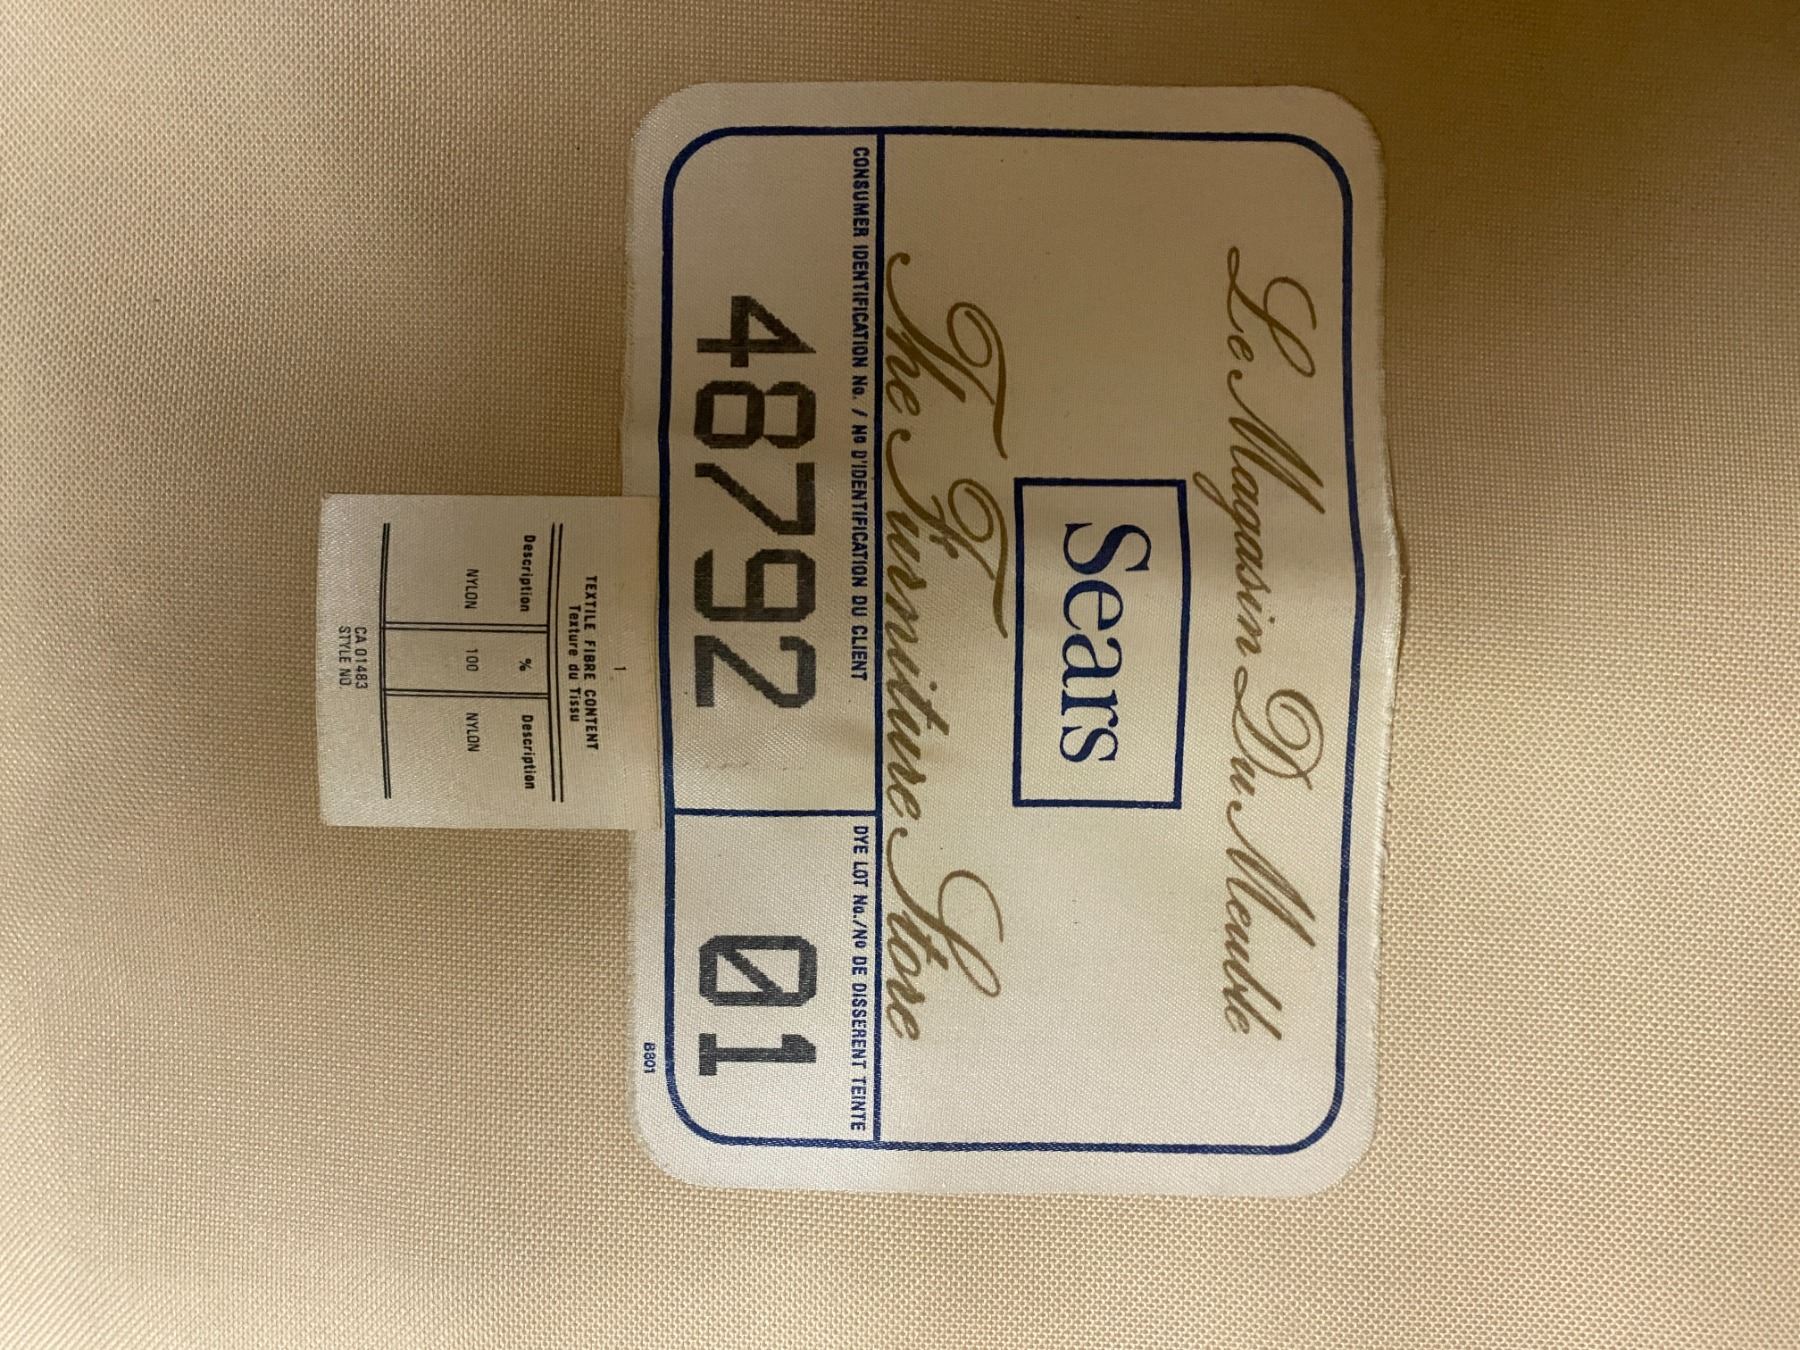 Le Magasin Du Meuble
Sears
The Furniture Store
CONSUMER IDENTIFICATION No. / No D'IDENTIFICATION DU CLIENT
48792
DYE LOT No./No DE DISSERENT TEINTE
01
B801
1
TEXTILE FIBRE CONTENT
Texture du Tissu
Description % Description
NYLON 100 NYLON
CA 01483
STYLE NO.